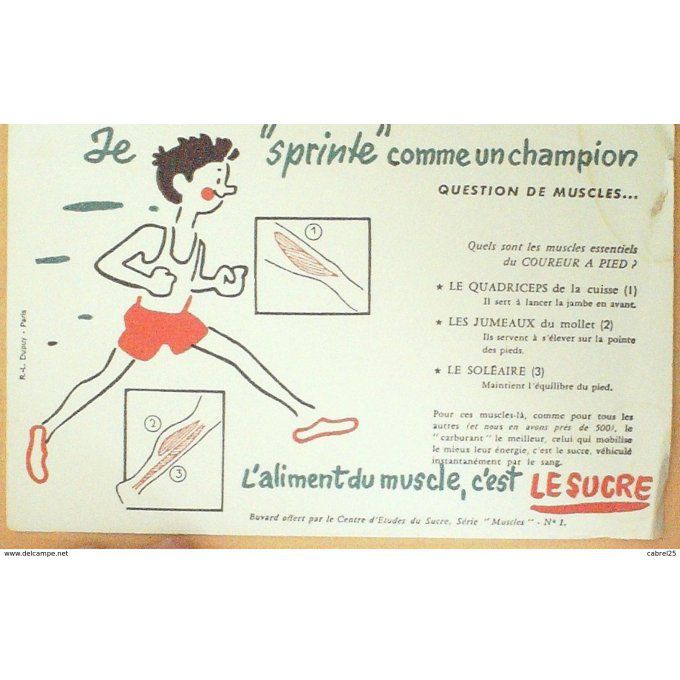 Je "sprinte" comme un champion
QUESTION DE MUSCLES...
Quels sont les muscles essentiels
du COUREUR A PIED ?
★ LE QUADRICEPS de la cuisse (1)
Il sert à lancer la jambe en avant.
★ LES JUMEAUX du mollet (2)
Ils servent à s'élever sur la pointe
des pieds.
★ LE SOLÉAIRE (3)
Maintient l'équilibre du pied.
Pour ces muscles-là, comme pour tous les
autres (et nous en avons près de 500), le
"carburant" le meilleur, celui qui mobilise
le mieux leur énergie, c'est le sucre, véhiculé
instantanément par le sang.
1
2
3
R.-L. Dupuy - Paris
L'aliment du muscle, c'est LE SUCRE
Buvard offert par le Centre d'Etudes du Sucre, Série "Muscles" - N° 1.
www.delcampe.net
cabrel25